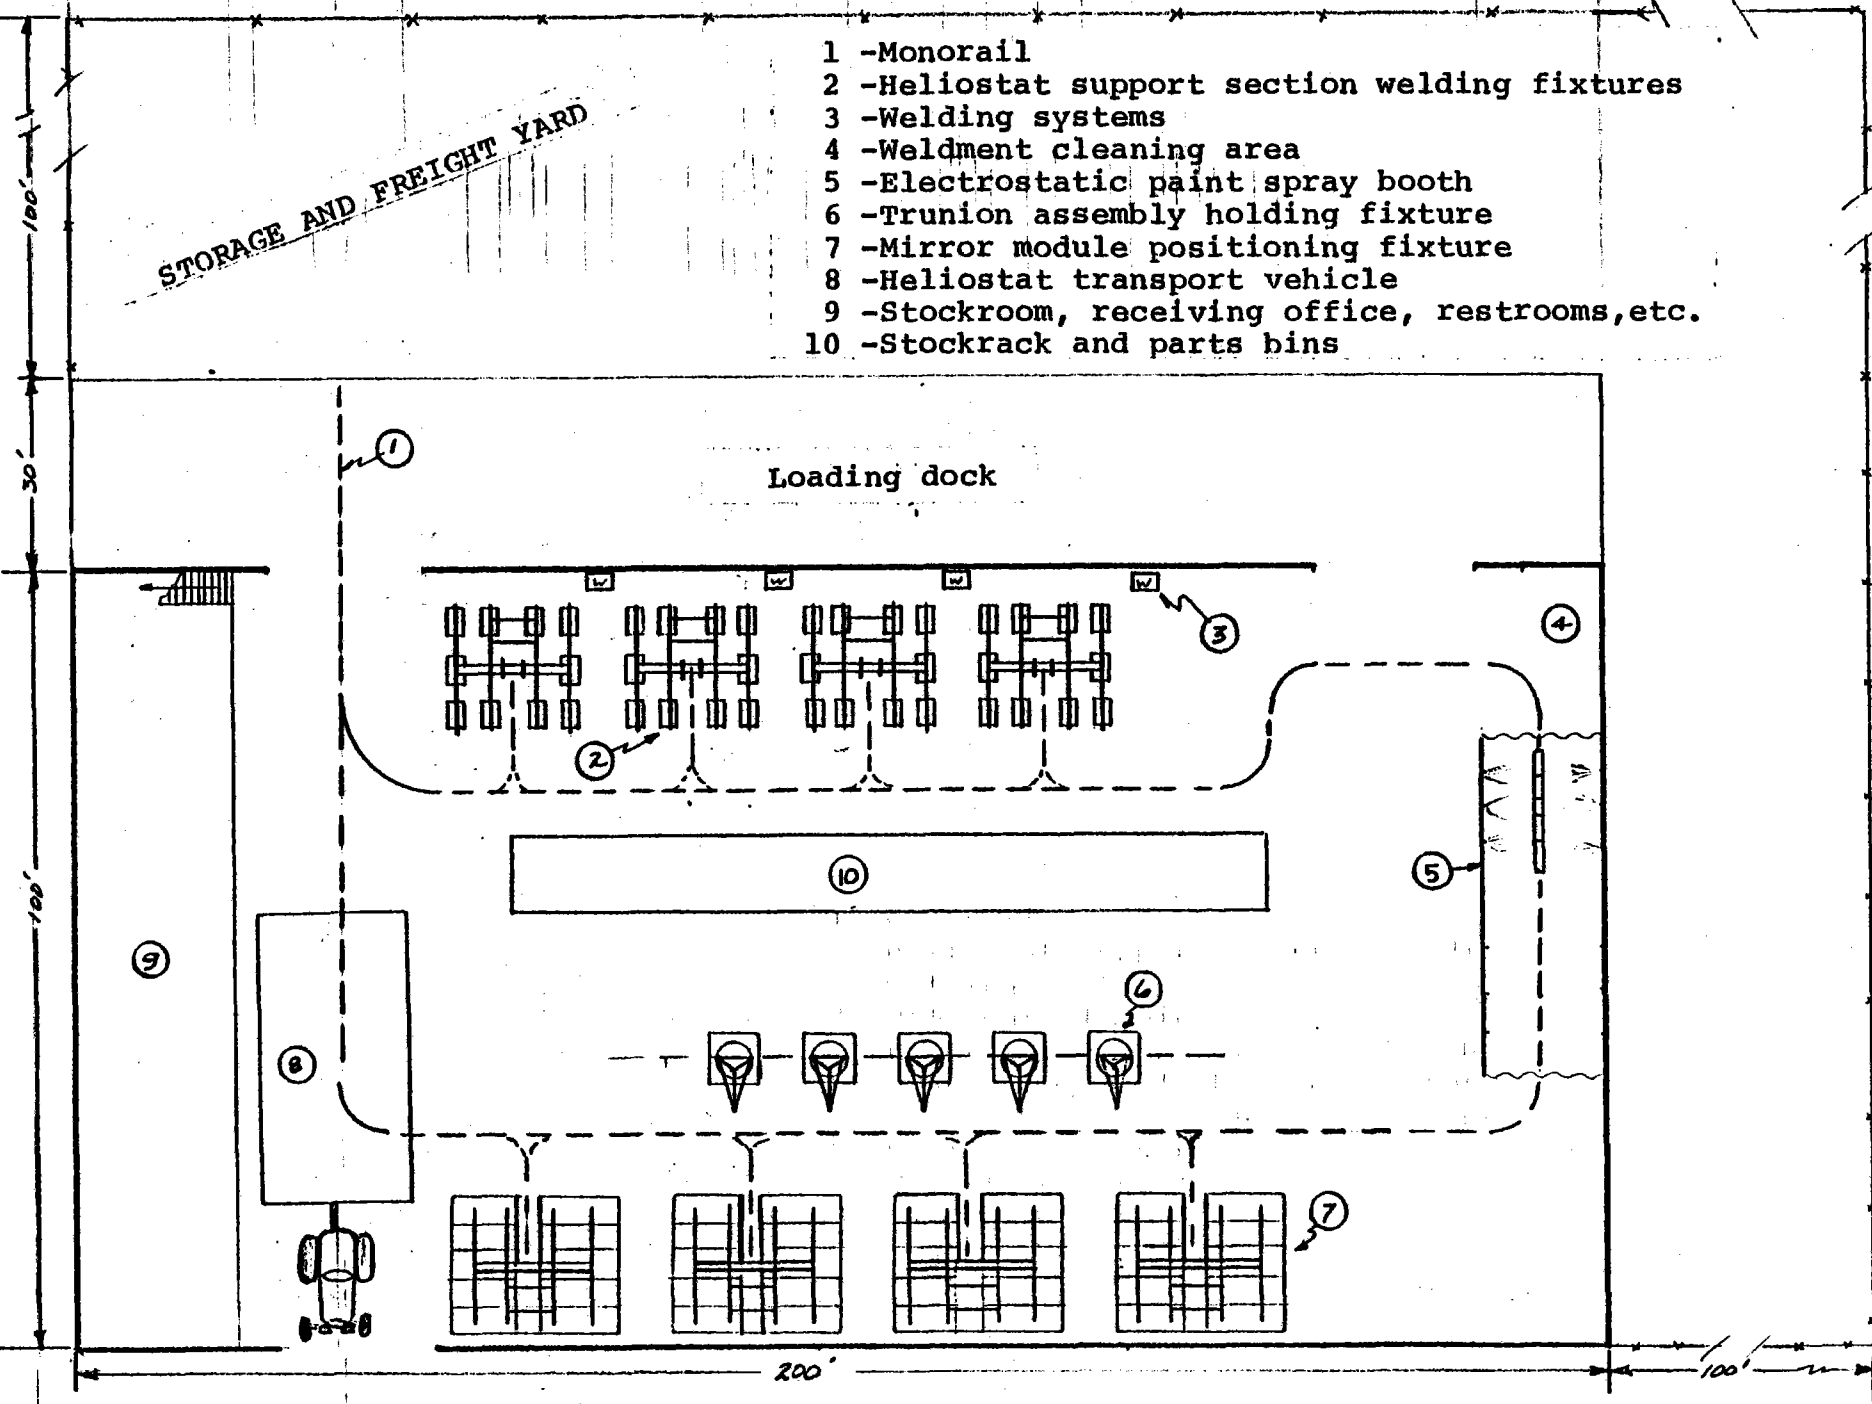 1 -Monorail
2 -Heliostat support section welding fixtures
3 -Welding systems
4 -Weldment cleaning area
5 -Electrostatic paint spray booth
6 -Trunion assembly holding fixture
7 -Mirror module positioning fixture
8 -Heliostat transport vehicle
9 -Stockroom, receiving office, restrooms,etc.
10 -Stockrack and parts bins
STORAGE AND FREIGHT YARD
100'
30'
1
Loading dock
W W W W
3
4
2
10
5
100'
9
6
8
7
200'
100'